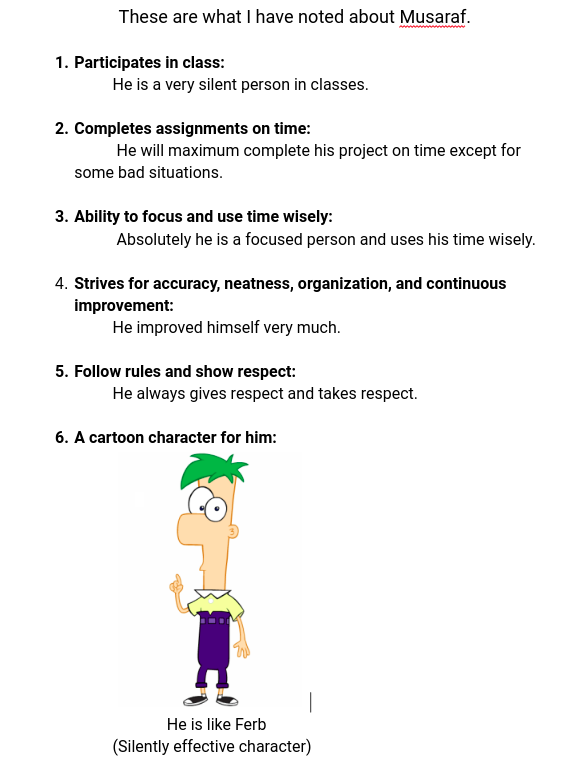 These are what I have noted about Musaraf.
1. Participates in class:
He is a very silent person in classes.
2. Completes assignments on time:
He will maximum complete his project on time except for
some bad situations.
3. Ability to focus and use time wisely:
Absolutely he is a focused person and uses his time wisely.
4. Strives for accuracy, neatness, organization, and continuous
improvement:
He improved himself very much.
5. Follow rules and show respect:
He always gives respect and takes respect.
6. A cartoon character for him:
He is like Ferb
(Silently effective character)